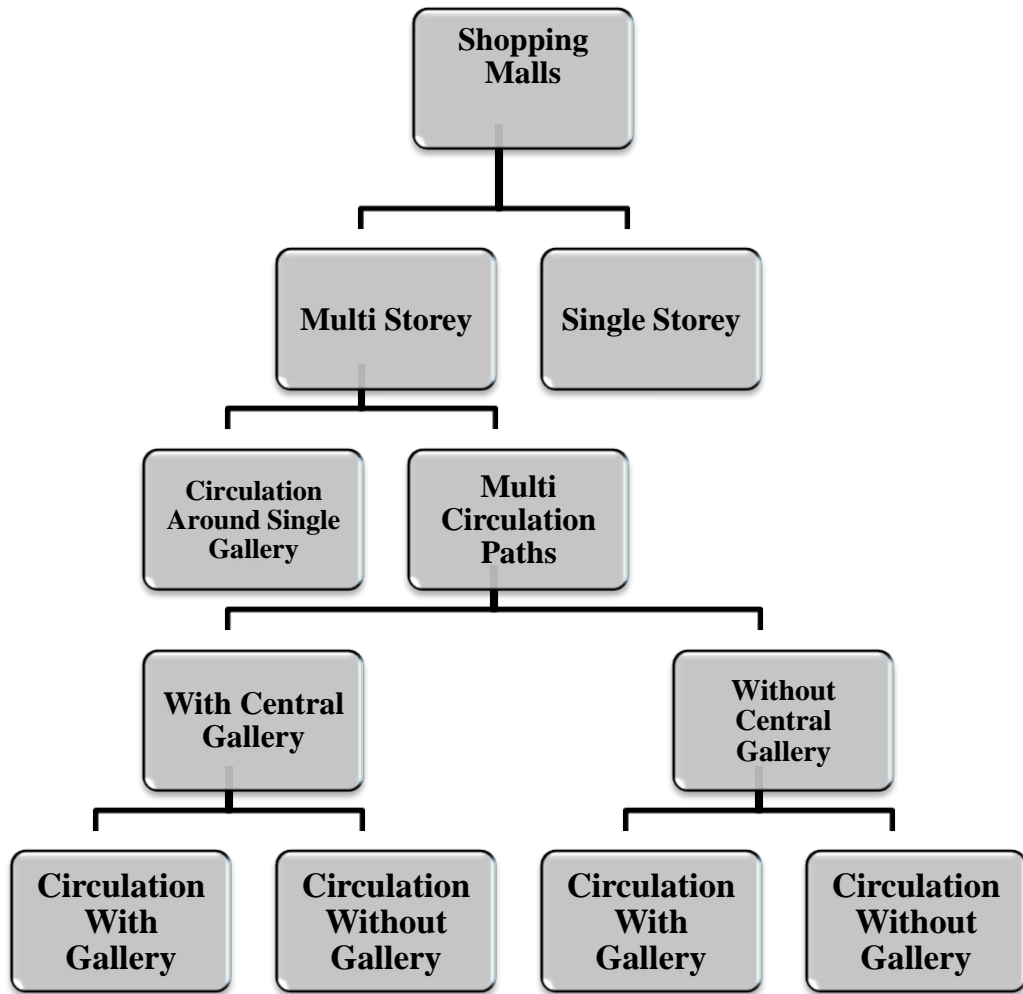 Shopping
Malls
Multi Storey
Single Storey
Circulation
Around Single
Gallery
Multi
Circulation
Paths
With Central
Gallery
Without
Central
Gallery
Circulation
With
Gallery
Circulation
Without
Gallery
Circulation
With
Gallery
Circulation
Without
Gallery